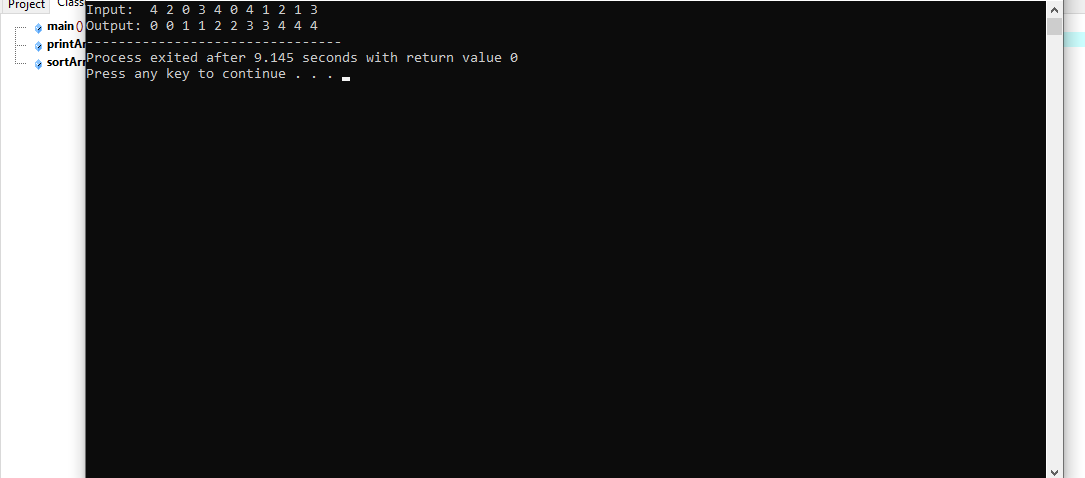 Project
Clas
main ()
printAr
sortArr
Input:  4 2 0 3 4 0 4 1 2 1 3
Output: 0 0 1 1 2 2 3 3 4 4 4
--------------------------------
Process exited after 9.145 seconds with return value 0
Press any key to continue . . .